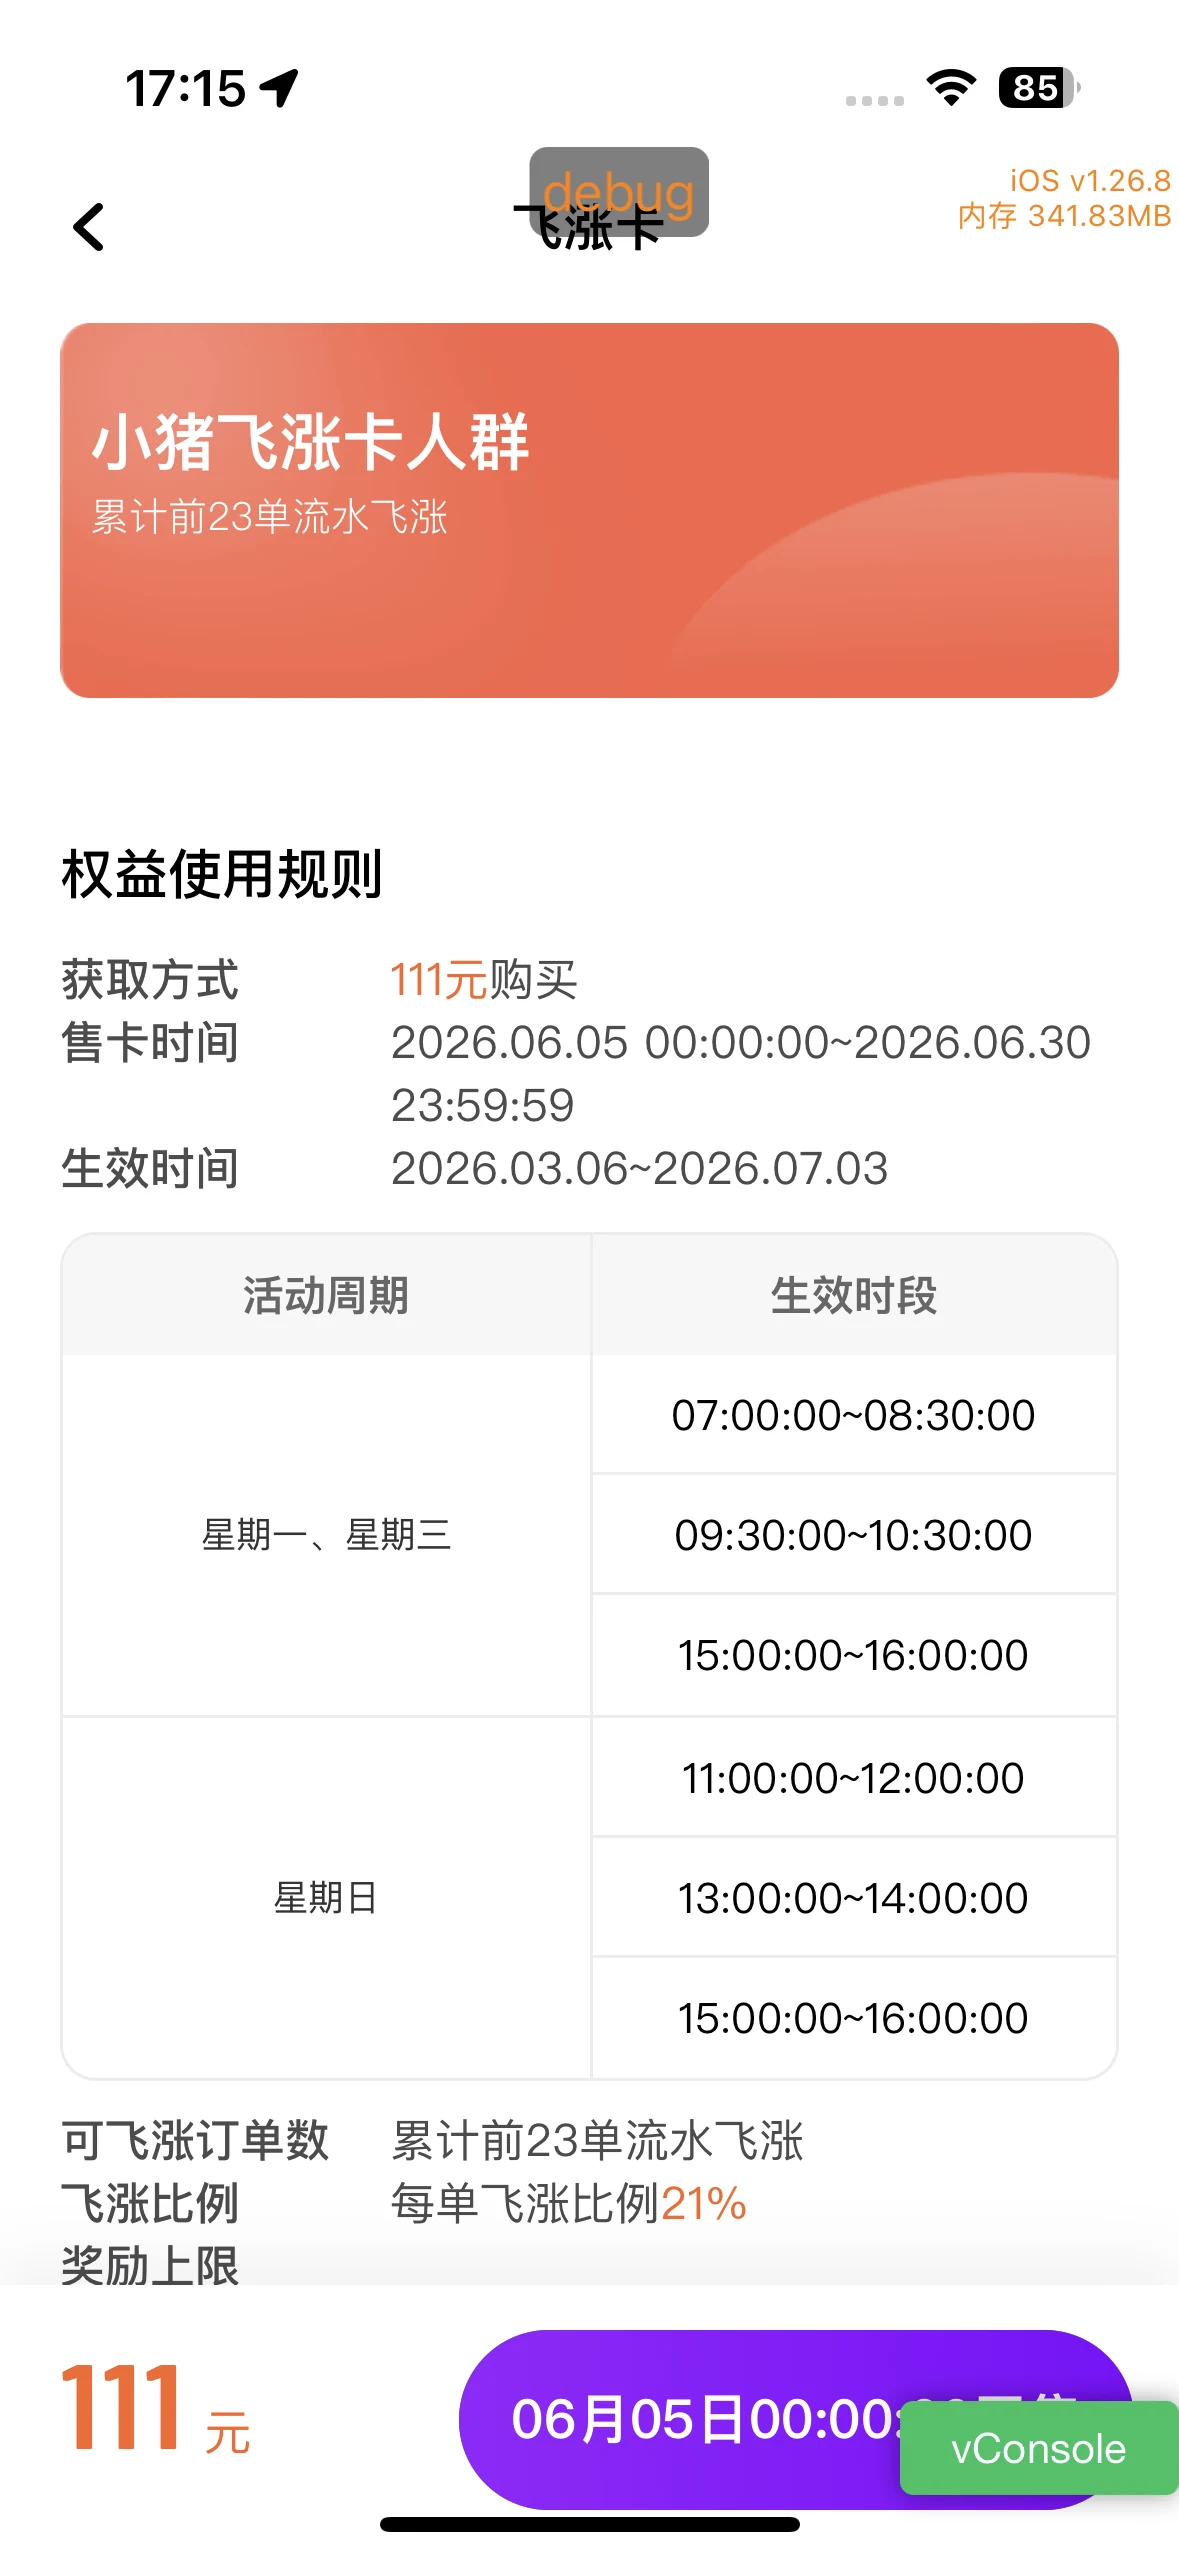 17:15
85
debug
飞涨卡
iOS v1.26.8
内存 341.83MB
小猪飞涨卡人群
累计前23单流水飞涨
权益使用规则
获取方式 111元购买
售卡时间 2026.06.05 00:00:00~2026.06.30
23:59:59
生效时间 2026.03.06~2026.07.03
活动周期 生效时段
星期一、星期三
07:00:00~08:30:00
09:30:00~10:30:00
15:00:00~16:00:00
星期日
11:00:00~12:00:00
13:00:00~14:00:00
15:00:00~16:00:00
可飞涨订单数 累计前23单流水飞涨
飞涨比例 每单飞涨比例21%
奖励上限
111 元
06月05日00:00:
vConsole